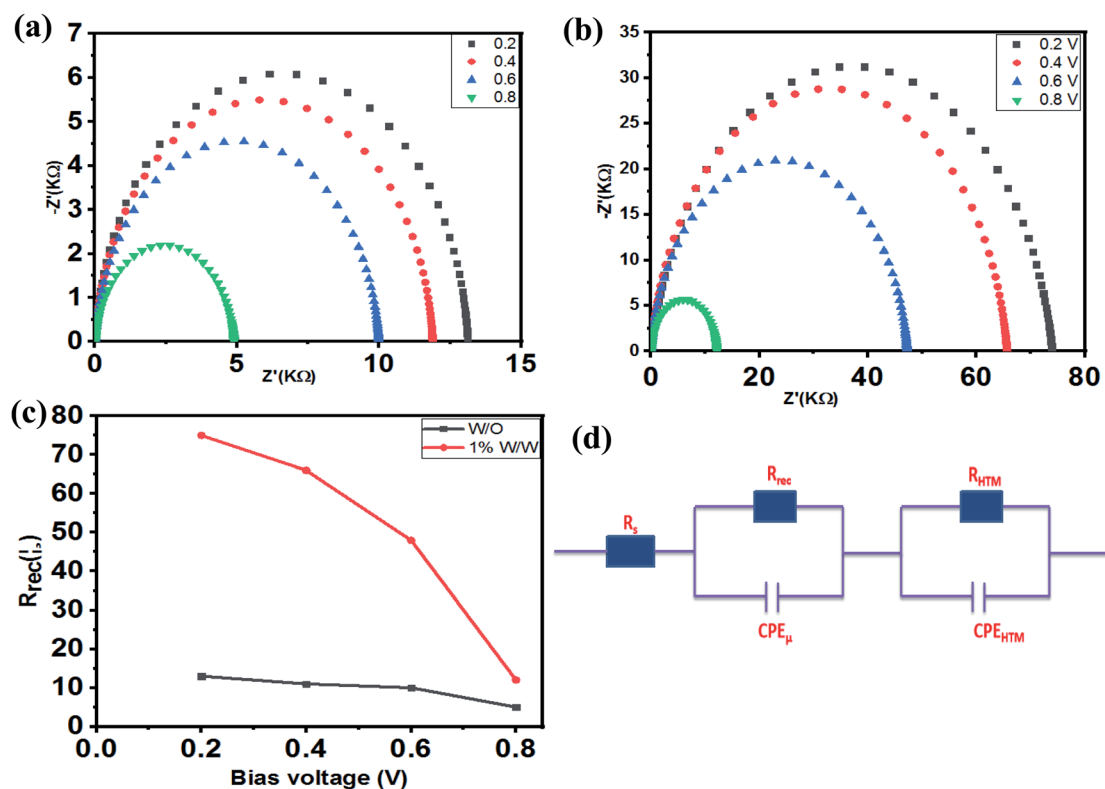 (a)
7
6
5
4
3
2
1
0
-Z'(KΩ)
0
5
10
15
Z'(KΩ)
0.2
0.4
0.6
0.8
(b)
35
30
25
20
15
10
5
0
-Z'(KΩ)
0
20
40
60
80
Z'(KΩ)
0.2 V
0.4 V
0.6 V
0.8 V
(c)
80
70
60
50
40
30
20
10
0
Rrec(
0.0
0.2
0.4
0.6
0.8
Bias voltage (V)
W/O
1% W/W
(d)
Rs
Rrec
CPEμ
RHTM
CPEHTM